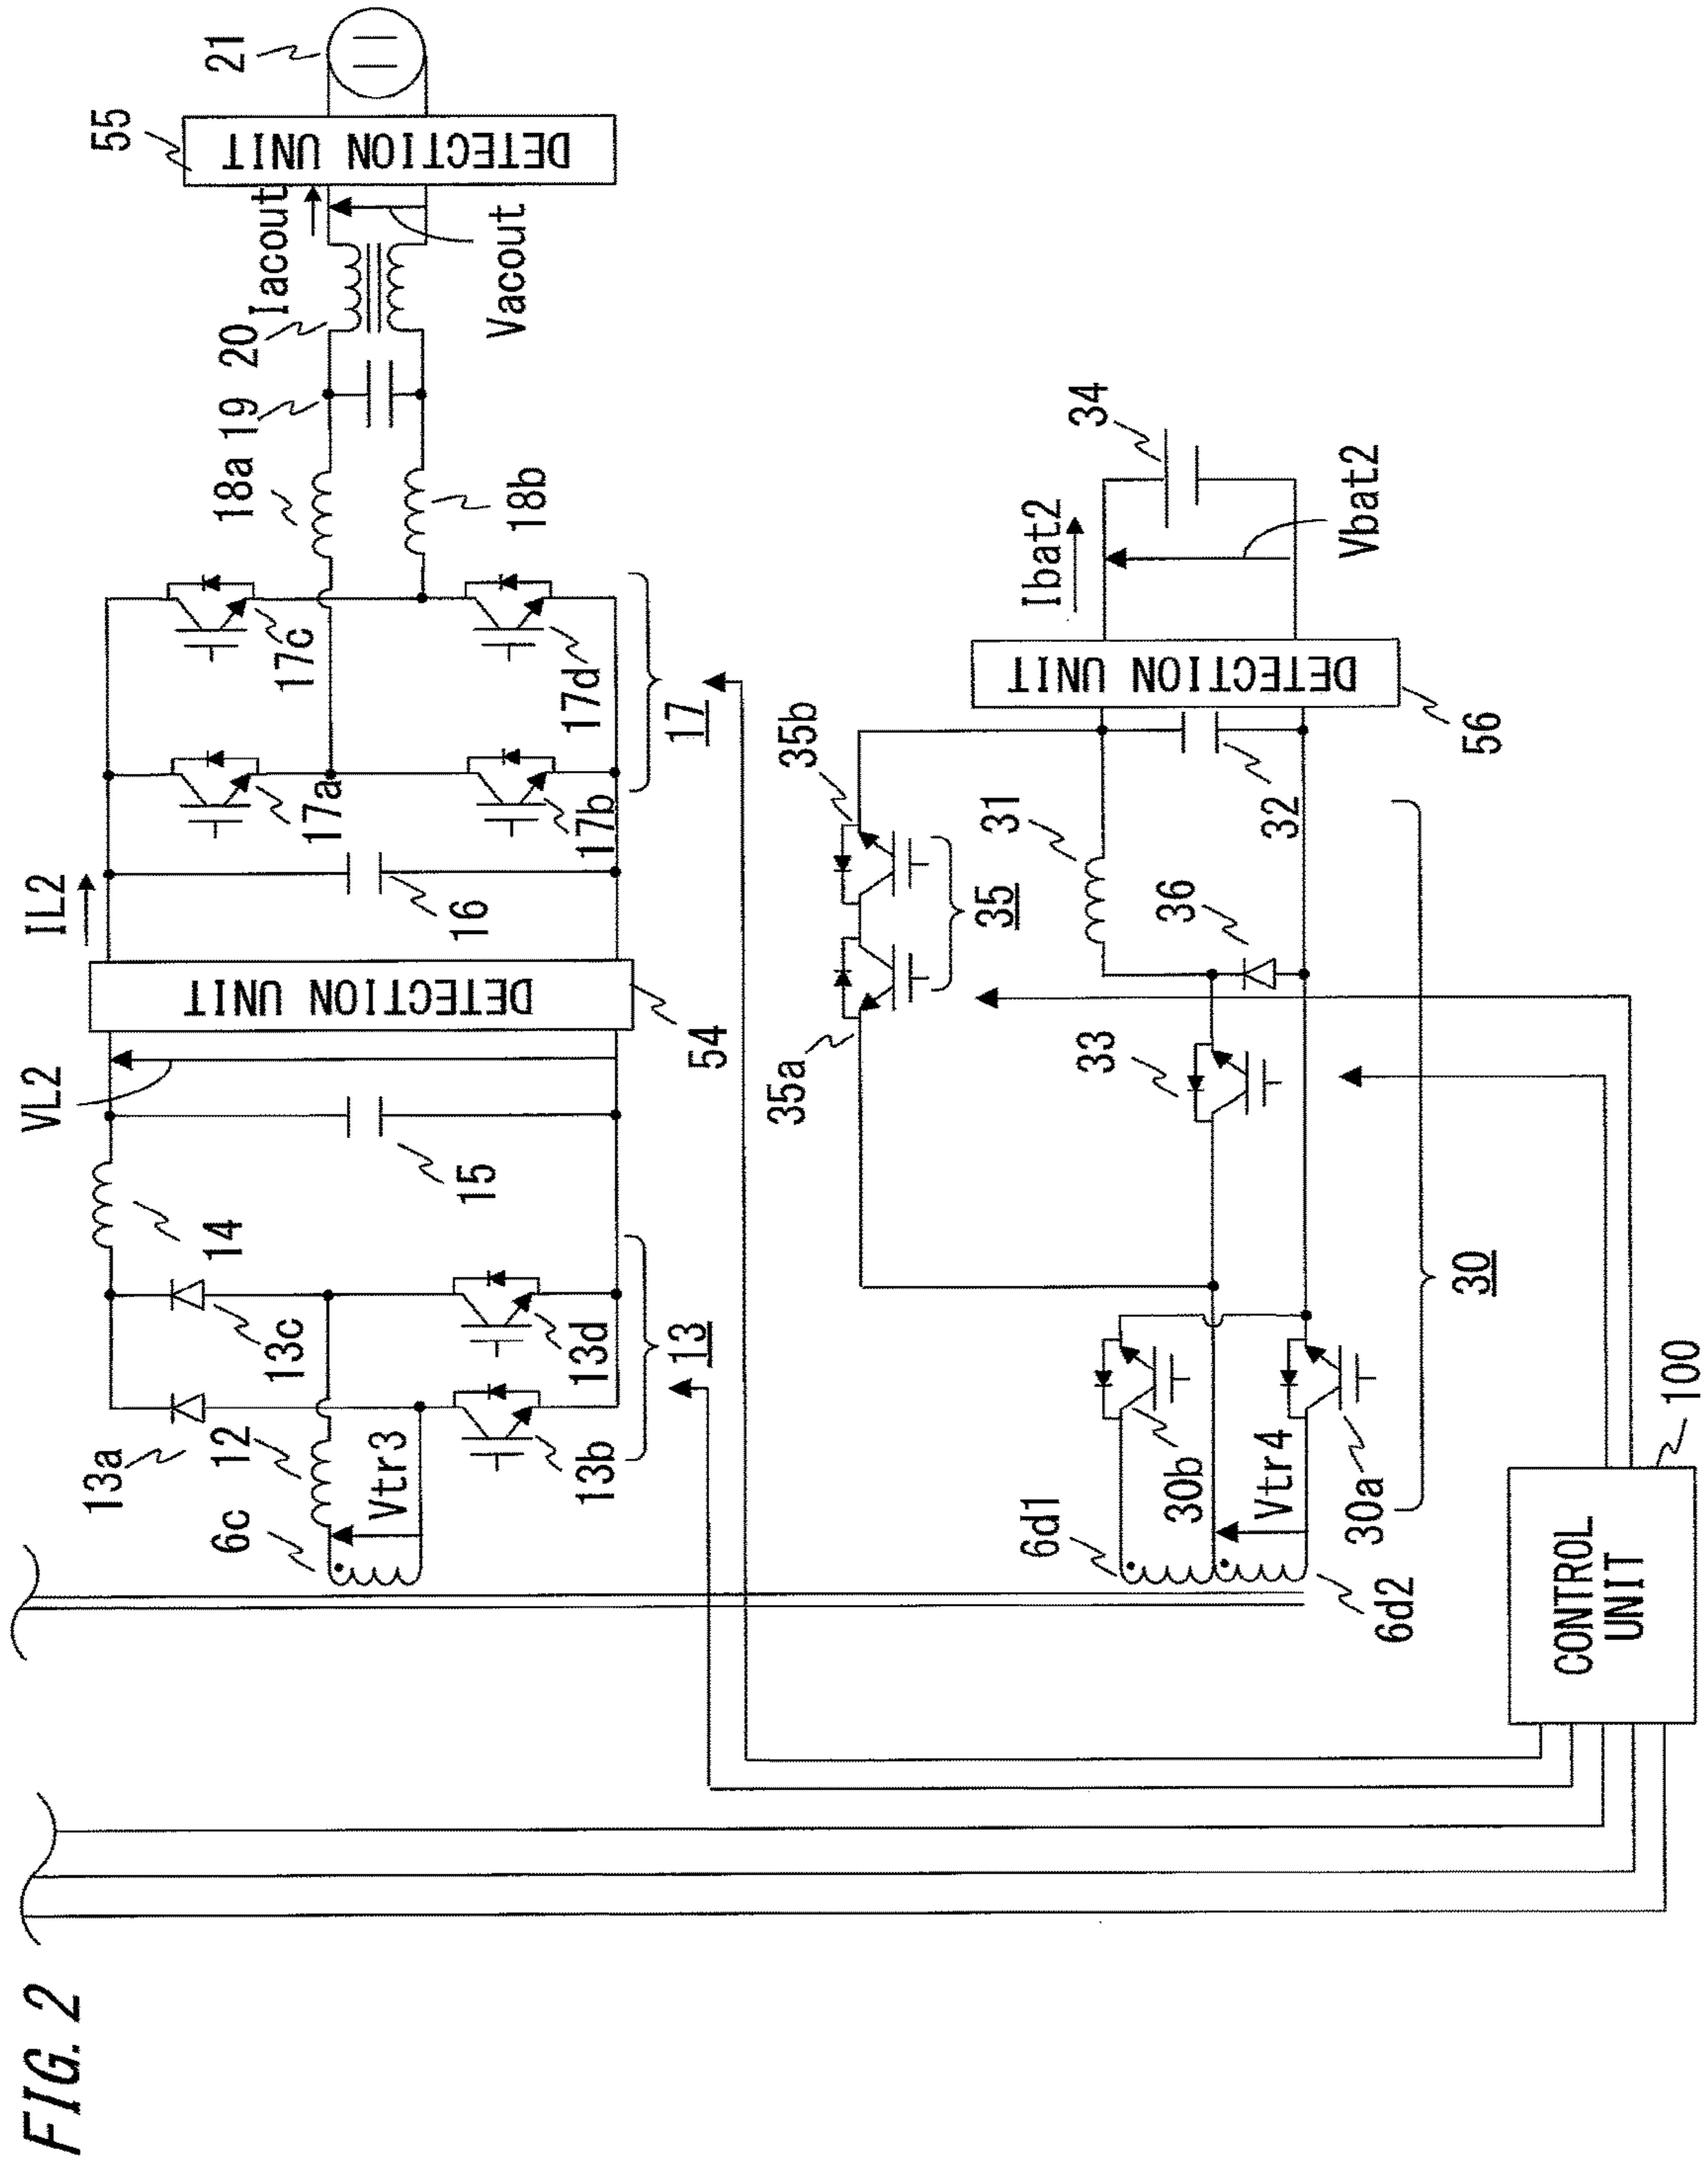 FIG. 2
VL2
IL2
55
21
DETECTION UNIT
Iacout
Vacout
20
19
18a
18b
17c
17d
17a
17b
17
16
DETECTION UNIT
54
15
14
13c
13d
13
13a
12
13b
Vtr3
6c
34
Ibat2
Vbat2
DETECTION UNIT
56
35b
32
31
35
36
35a
33
30
30b
Vtr4
30a
6d1
6d2
100
CONTROL
UNIT